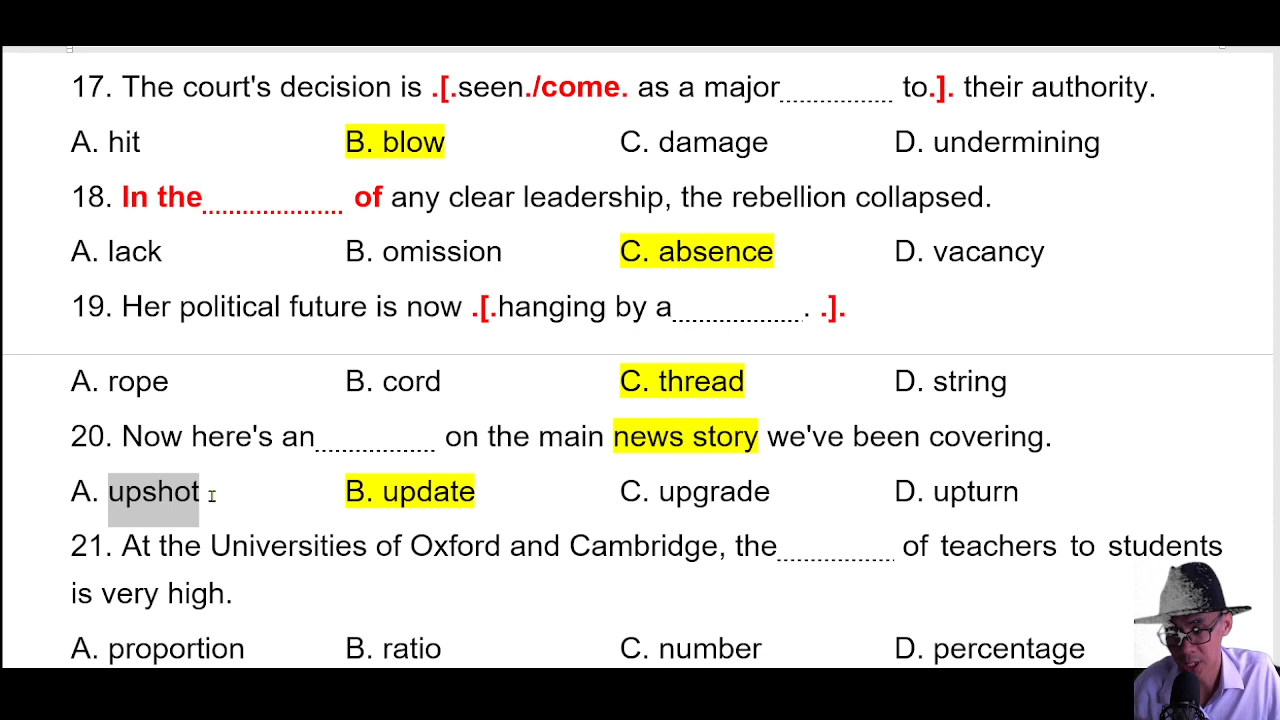 17. The court's decision is .[.seen./come. as a major.............. to.]. their authority.
A. hit B. blow C. damage D. undermining
18. In the..................... of any clear leadership, the rebellion collapsed.
A. lack B. omission C. absence D. vacancy
19. Her political future is now .[.hanging by a.................... . .].
A. rope B. cord C. thread D. string
20. Now here's an.................. on the main news story we've been covering.
A. upshot B. update C. upgrade D. upturn
21. At the Universities of Oxford and Cambridge, the.................. of teachers to students
is very high.
A. proportion B. ratio C. number D. percentage